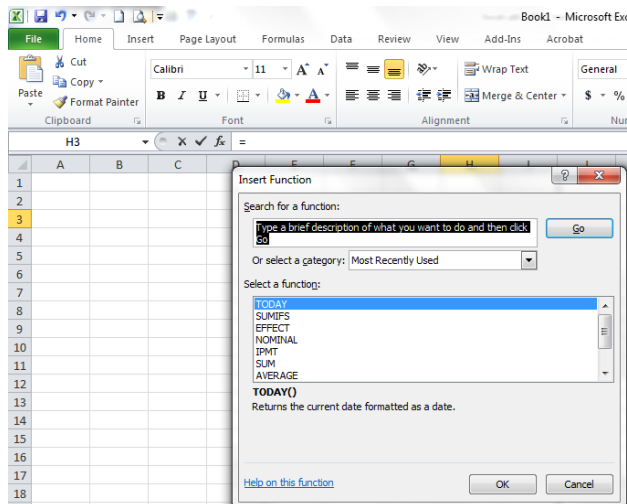 Book1 - Microsoft Exc
File Home Insert Page Layout Formulas Data Review View Add-Ins Acrobat
Paste
Cut
Copy
Format Painter
Clipboard
Calibri 11 A A
B I U A
Font
Wrap Text
Merge & Center
Alignment
General
$ %
Nu
H3 fx =
A B C D E F G H I
1
2
3
4
5
6
7
8
9
10
11
12
13
14
15
16
17
18
Insert Function ? X
Search for a function:
Type a brief description of what you want to do and then click
Go
Go
Or select a category: Most Recently Used
Select a function:
TODAY
SUMIFS
EFFECT
NOMINAL
IPMT
SUM
AVERAGE
TODAY()
Returns the current date formatted as a date.
Help on this function
OK Cancel